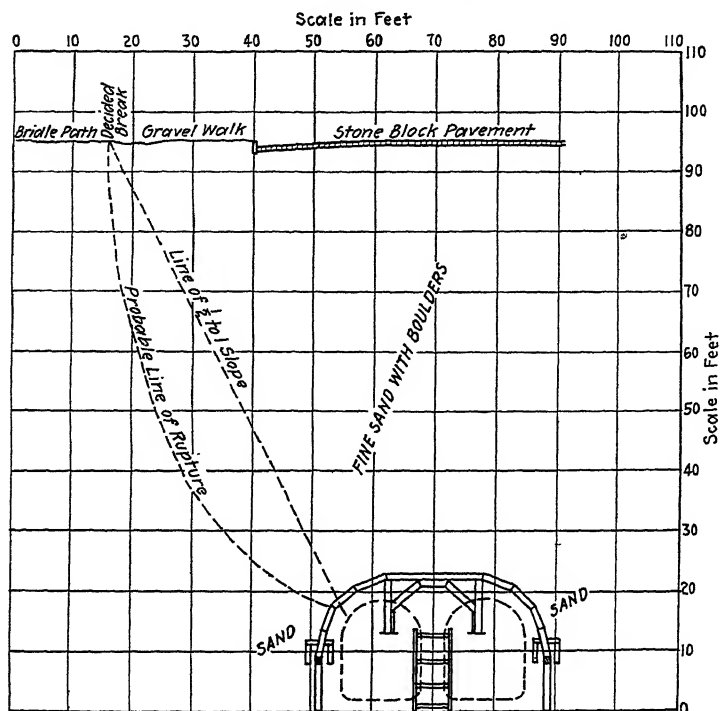 Scale in Feet
0 10 20 30 40 50 60 70 80 90 100 110
110
100
90
80
70
60
50
40
30
20
10
0
Scale in Feet
Bridle Path
Decided
Break
Gravel Walk
Stone Block Pavement
Line of ½ to 1 Slope
Probable Line of Rupture
FINE SAND WITH BOULDERS
SAND
SAND